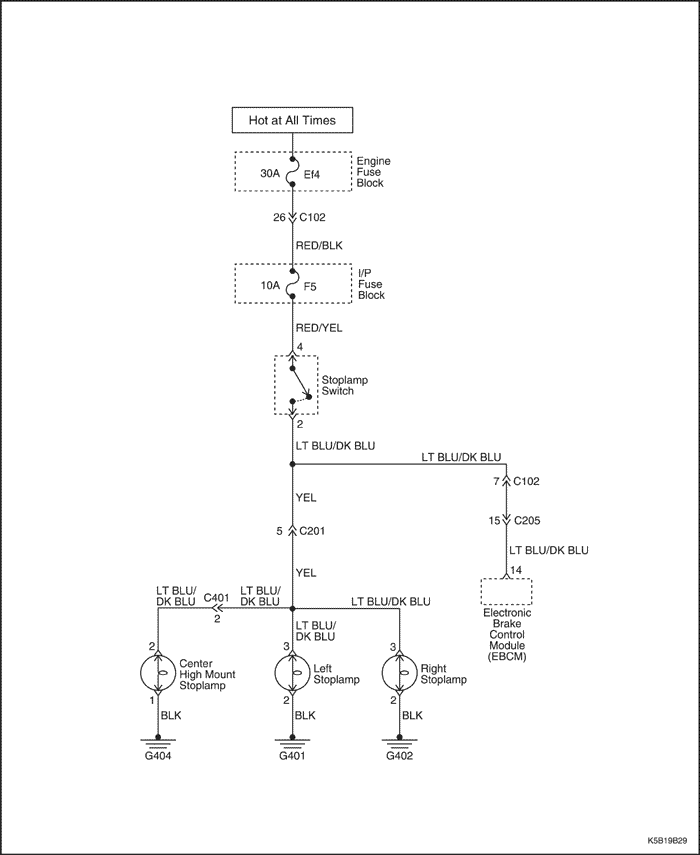 Hot at All Times
30A
Ef4
Engine
Fuse
Block
26
C102
RED/BLK
10A
F5
I/P
Fuse
Block
RED/YEL
4
Stoplamp
Switch
2
LT BLU/DK BLU
LT BLU/DK BLU
7
C102
YEL
15
C205
5
C201
LT BLU/DK BLU
YEL
14
LT BLU/
DK BLU
C401
2
LT BLU/
DK BLU
LT BLU/DK BLU
Electronic
Brake
Control
Module
(EBCM)
LT BLU/
DK BLU
2
Center
High Mount
Stoplamp
1
3
Left
Stoplamp
2
3
Right
Stoplamp
2
BLK
BLK
BLK
G404
G401
G402
K5B19B29